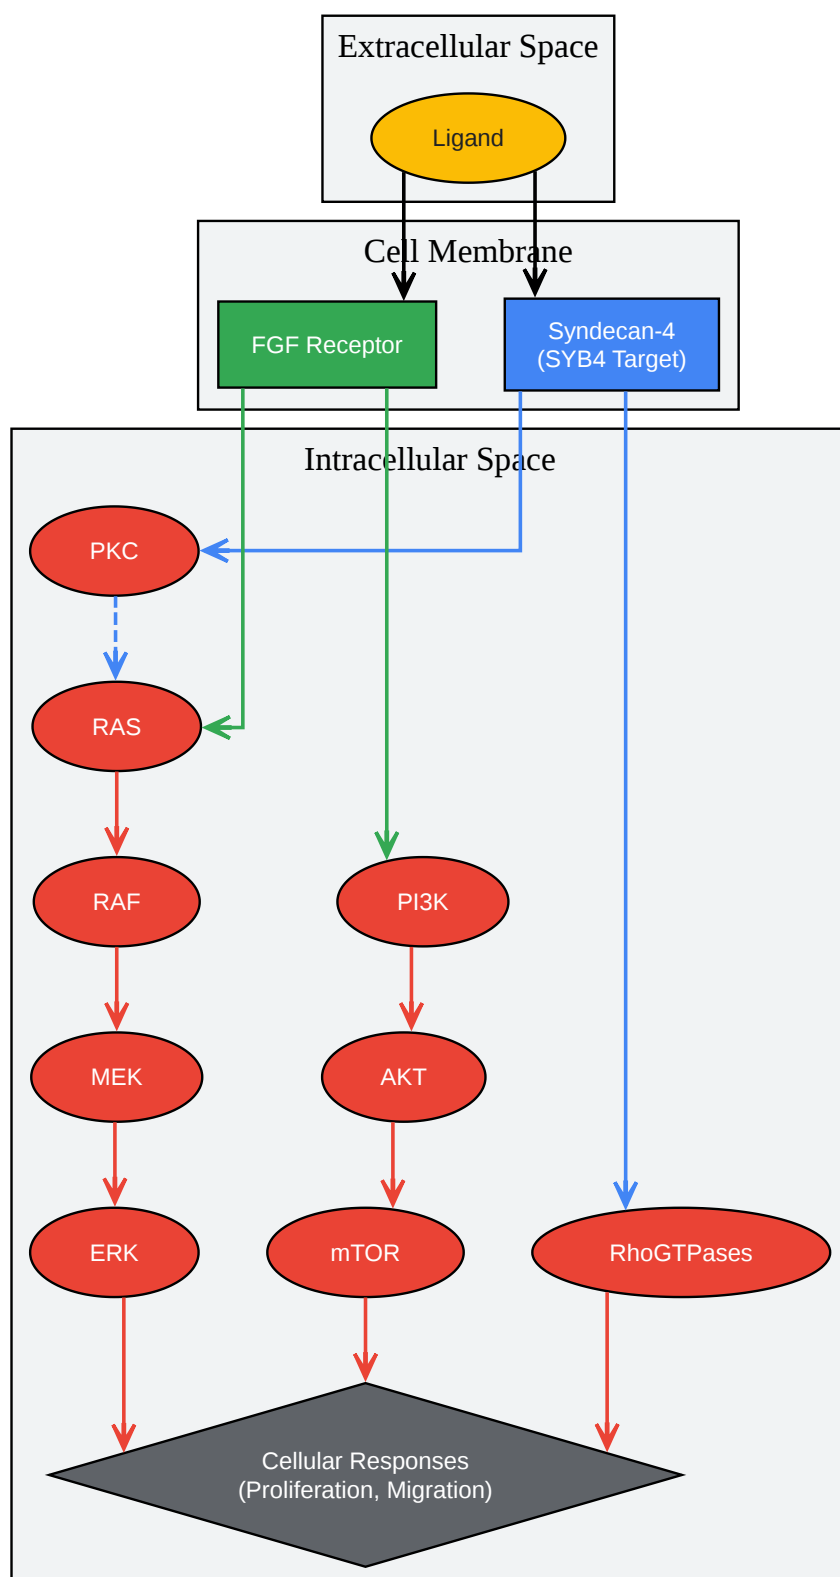 Extracellular Space
Ligand
Cell Membrane
FGF Receptor
Syndecan-4
(SYB4 Target)
Intracellular Space
PKC
RAS
RAF
PI3K
MEK
AKT
ERK
mTOR
RhoGTPases
Cellular Responses
(Proliferation, Migration)